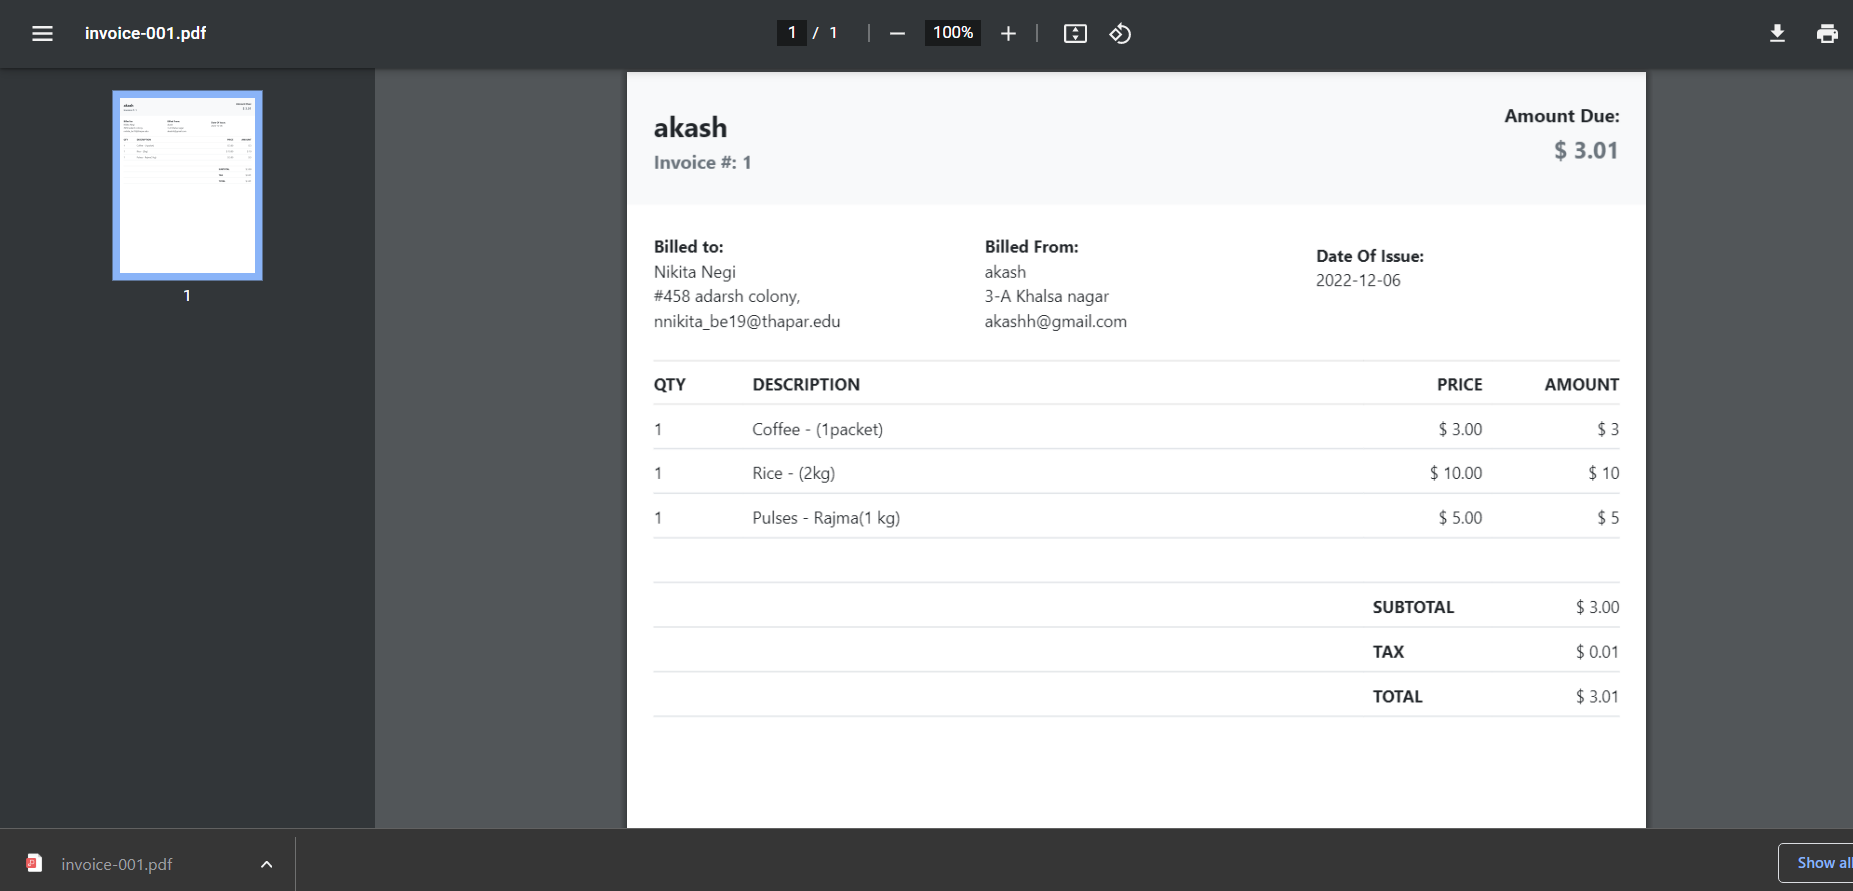 invoice-001.pdf
1 / 1
100%
1
akash
Invoice #: 1
Amount Due:
$ 3.01
Billed to:
Nikita Negi
#458 adarsh colony,
nnikita_be19@thapar.edu
Billed From:
akash
3-A Khalsa nagar
akashh@gmail.com
Date Of Issue:
2022-12-06
QTY DESCRIPTION PRICE AMOUNT
1 Coffee - (1packet) $ 3.00 $ 3
1 Rice - (2kg) $ 10.00 $ 10
1 Pulses - Rajma(1 kg) $ 5.00 $ 5
SUBTOTAL $ 3.00
TAX $ 0.01
TOTAL $ 3.01
invoice-001.pdf
Show all